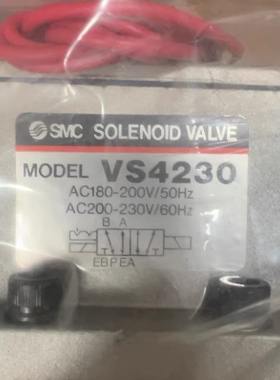 SMC SOLENOID VALVE
MODEL VS4230
AC180-200V/50Hz
AC200-230V/60Hz
B A
EBPEA